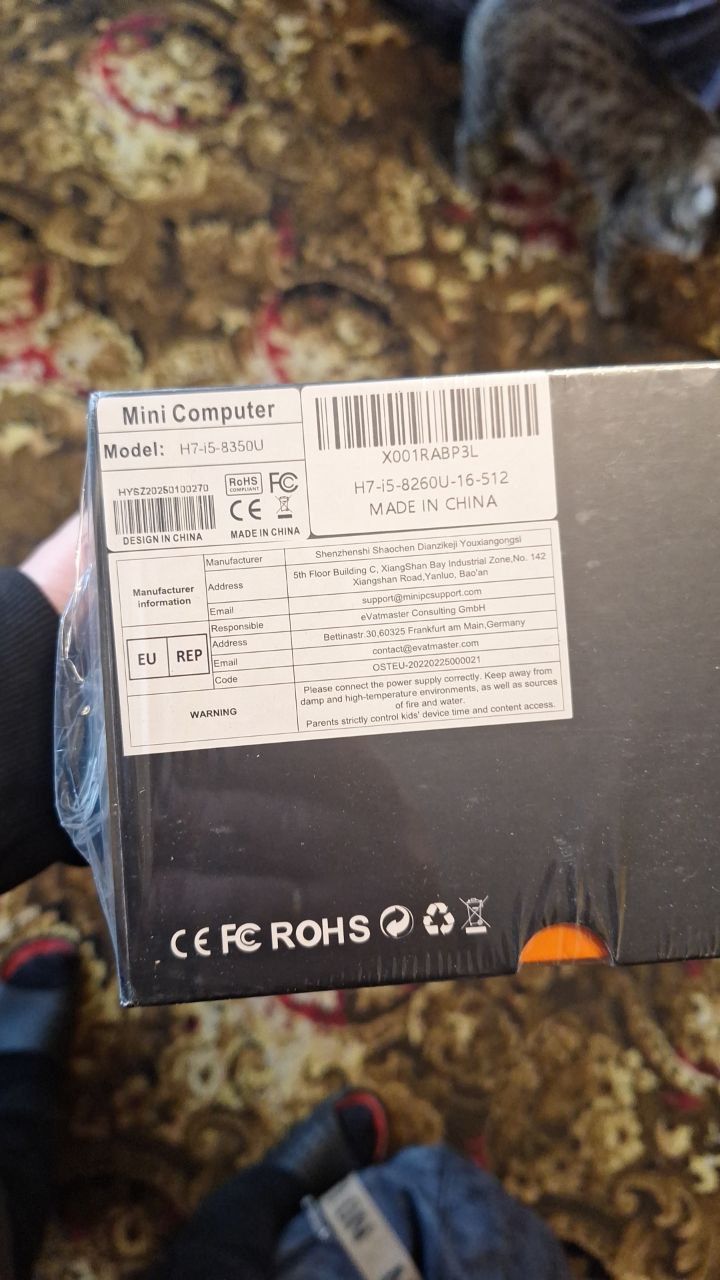 Mini Computer
Model: H7-i5-8350U
HYSZ20250100270
DESIGN IN CHINA
RoHS
COMPLIANT
FC
CE
MADE IN CHINA
X001RABP3L
H7-i5-8260U-16-512
MADE IN CHINA
Manufacturer information
Manufacturer
Shenzhenshi Shaochen Dianzikeji Youxiangongsi
Address
5th Floor Building C, XiangShan Bay Industrial Zone,No. 142
Xiangshan Road,Yanluo, Bao'an
Email
support@minipcsupport.com
EU REP
Responsible
eVatmaster Consulting GmbH
Address
Bettinastr.30,60325 Frankfurt am Main,Germany
Email
contact@evatmaster.com
Code
OSTEU-20220225000021
WARNING
Please connect the power supply correctly. Keep away from
damp and high-temperature environments, as well as sources
of fire and water.
Parents strictly control kids' device time and content access.
CE FC ROHS